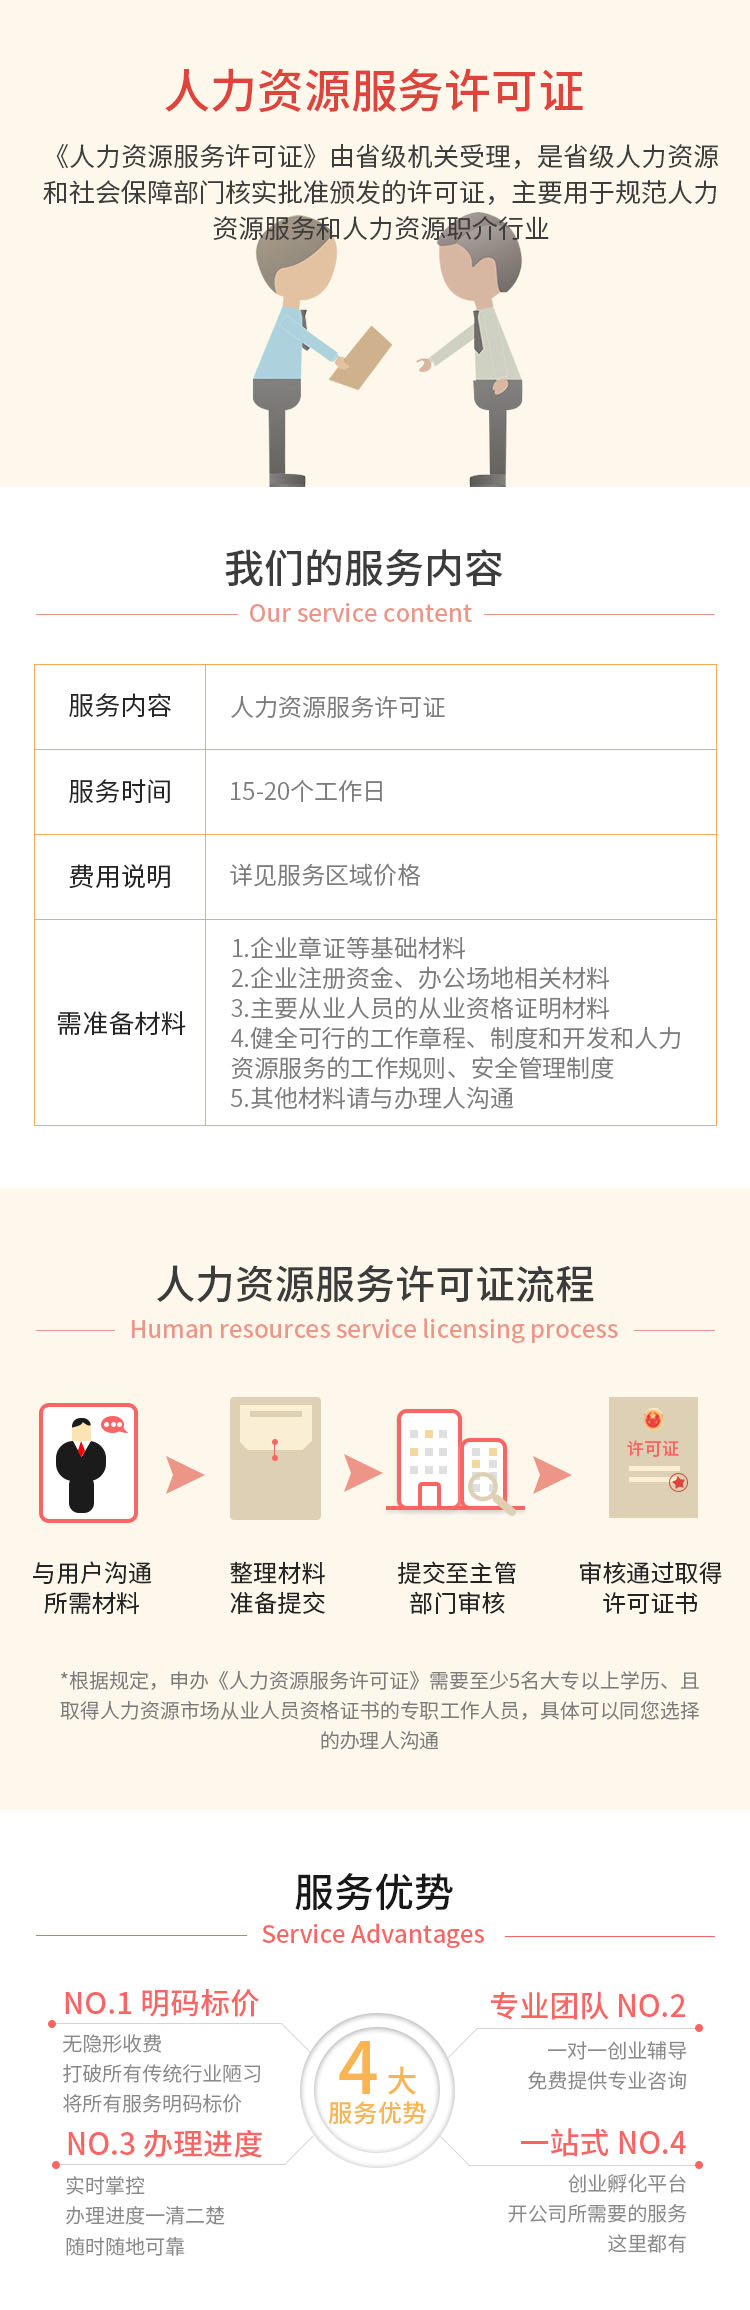 人力资源服务许可证
《人力资源服务许可证》由省级机关受理，是省级人力资源
和社会保障部门核实批准颁发的许可证，主要用于规范人力
资源服务和人力资源职介行业
我们的服务内容
Our service content
服务内容
人力资源服务许可证
服务时间
15-20个工作日
费用说明
详见服务区域价格
需准备材料
1.企业章证等基础材料
2.企业注册资金、办公场地相关材料
3.主要从业人员的从业资格证明材料
4.健全可行的工作章程、制度和开发和人力
资源服务的工作规则、安全管理制度
5.其他材料请与办理人沟通
人力资源服务许可证流程
Human resources service licensing process
许可证
与用户沟通
所需材料
整理材料
准备提交
提交至主管
部门审核
审核通过取得
许可证书
*根据规定，申办《人力资源服务许可证》需要至少5名大专以上学历、且
取得人力资源市场从业人员资格证书的专职工作人员，具体可以同您选择
的办理人沟通
服务优势
Service Advantages
NO.1 明码标价
无隐形收费
打破所有传统行业陋习
将所有服务明码标价
专业团队 NO.2
一对一创业辅导
免费提供专业咨询
4大
服务优势
NO.3 办理进度
实时掌控
办理进度一清二楚
随时随地可靠
一站式 NO.4
创业孵化平台
开公司所需要的服务
这里都有